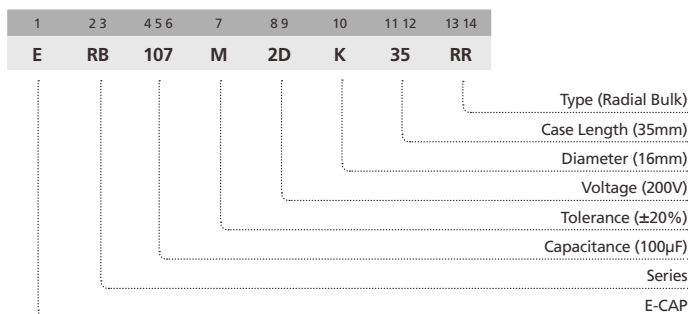 1 2 3 4 5 6 7 8 9 10 11 12 13 14
E RB 107 M 2D K 35 RR
Type (Radial Bulk)
Case Length (35mm)
Diameter (16mm)
Voltage (200V)
Tolerance (±20%)
Capacitance (100µF)
Series
E-CAP